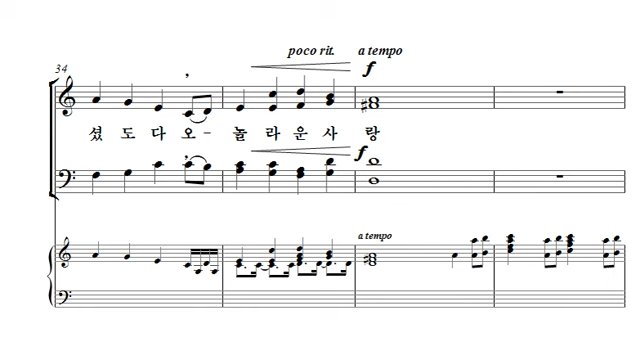 poco rit. a tempo
34
f
셨 도 다 오 - 놀 라 운 사 랑
f
a tempo